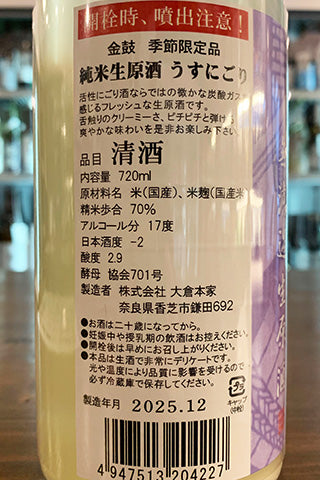 開栓時、噴出注意！
金鼓 季節限定品
純米生原酒 うすにごり
活性にごり酒ならではの微かな炭酸ガス
感じるフレッシュな生原酒です。
舌触りのクリーミーさ、ピチピチと弾け
爽やかな味わいを是非お楽しみ下さい。
品目 清酒
内容量 720ml
原材料名 米(国産)、米麹(国産米
精米歩合 70%
アルコール分 17度
日本酒度 -2
酸度 2.9
酵母 協会701号
製造者 株式会社 大倉本家
奈良県香芝市鎌田692
●お酒は二十歳になってから。
●妊娠中や授乳期の飲酒はお控えください。
●開栓後は早めにお召し上がりください。
●本品は生酒で非常にデリケートです。
光や温度により品質に影響を受けるので
必ず冷蔵庫で保存してください。
プラ
キャップ
(中栓)
製造年月 2025.12
4 947513 204227